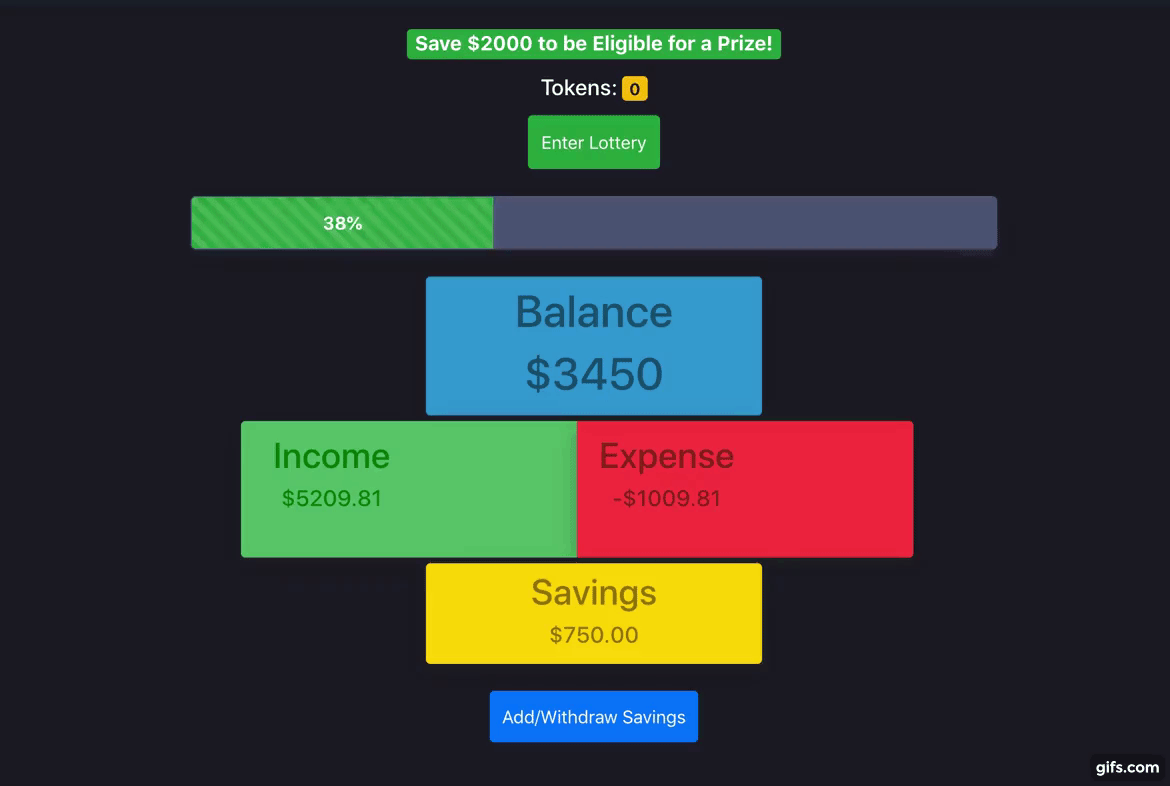 Save $2000 to be Eligible for a Prize!
Tokens: 0
Enter Lottery
38%
Balance
$3450
Income
$5209.81
Expense
-$1009.81
Savings
$750.00
Add/Withdraw Savings
gifs.com